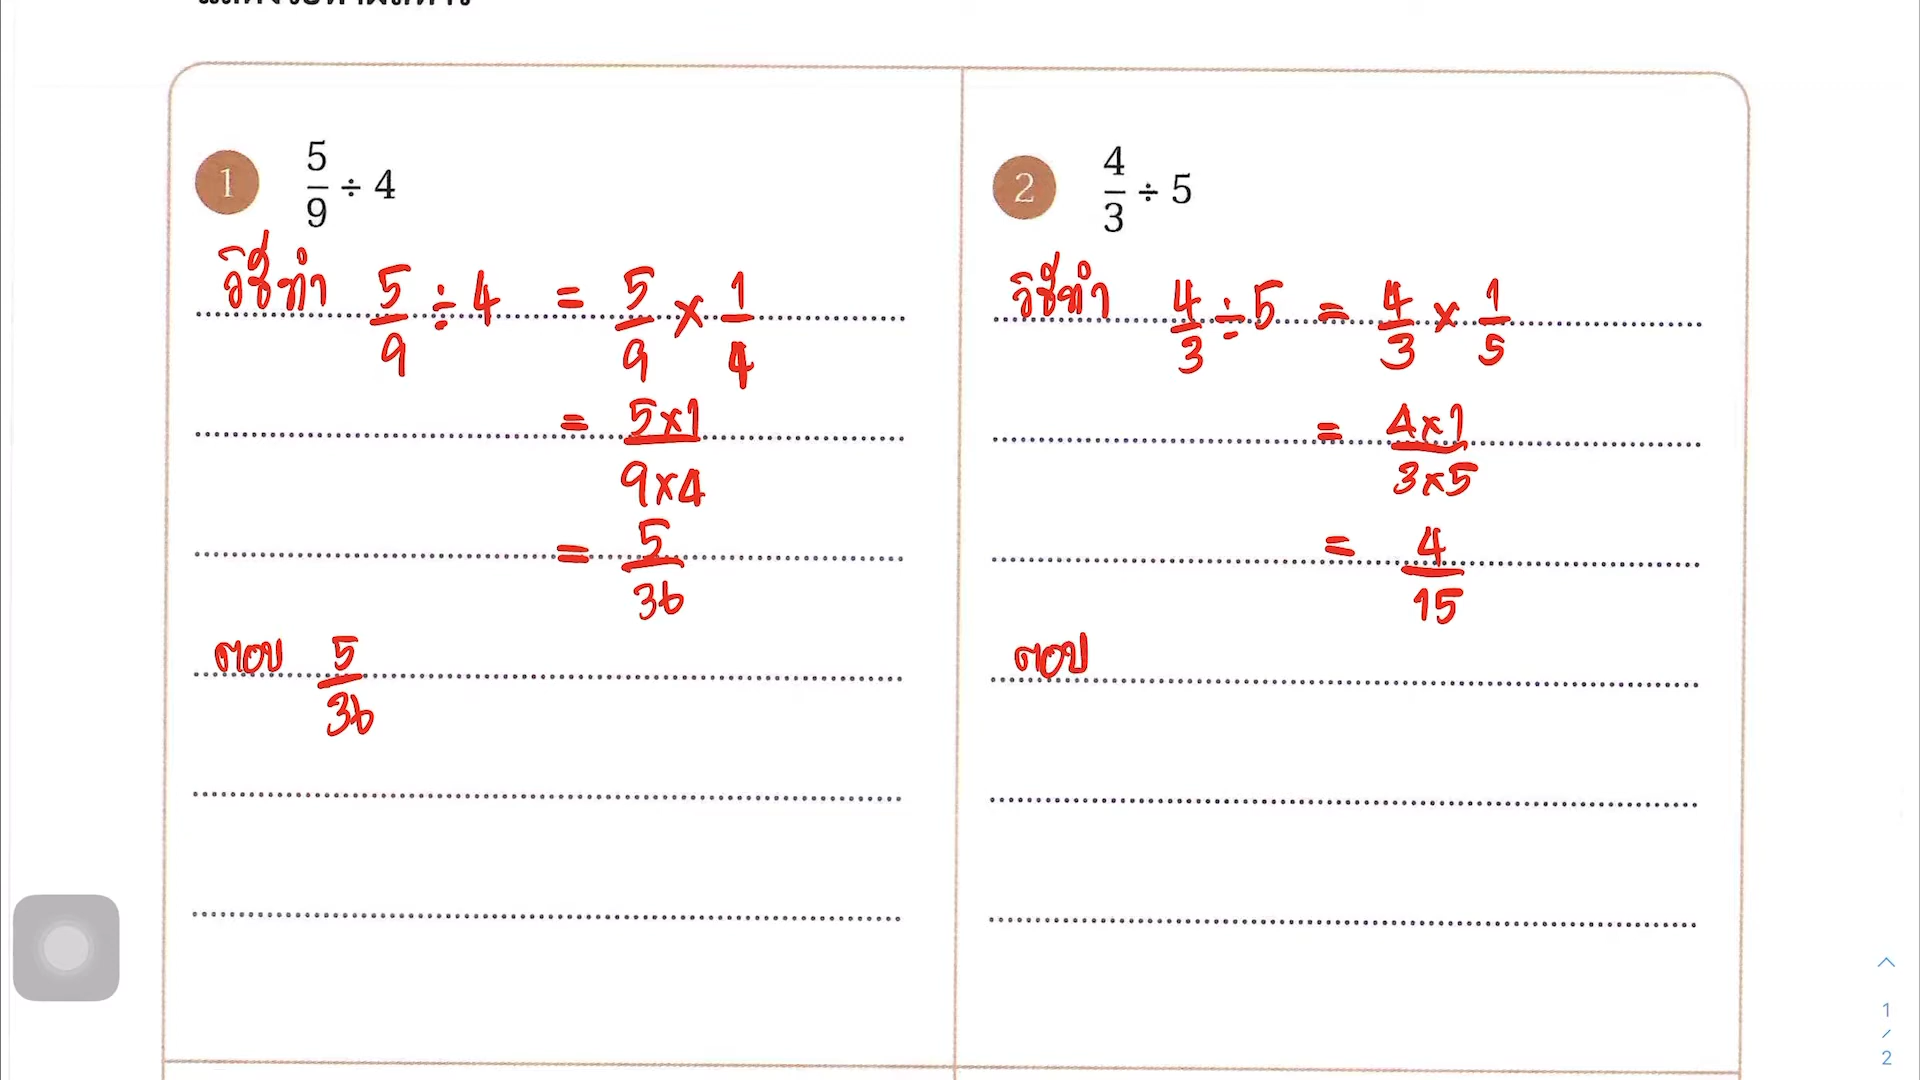 1 5/9 ÷ 4
วิธีทำ 5/9 ÷ 4 = 5/9 × 1/4
= 5×1/9×4
= 5/36
ตอบ 5/36
2 4/3 ÷ 5
วิธีทำ 4/3 ÷ 5 = 4/3 × 1/5
= 4×1/3×5
= 4/15
ตอบ
1
/
2